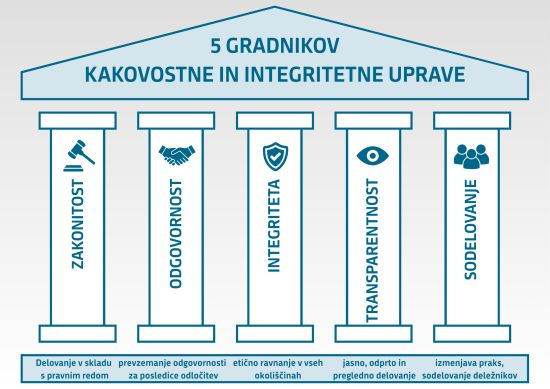 5 GRADNIKOV
KAKOVOSTNE IN INTEGRITETNE UPRAVE
ZAKONITOST
ODGOVORNOST
INTEGRITETA
TRANSPARENTNOST
SODELOVANJE
Delovanje v skladu
s pravnim redom
prevzemanje odgovornosti
za posledice odločitev
etično ravnanje v vseh
okoliščinah
jasno, odprto in
pregledno delovanje
izmenjava praks,
sodelovanje deležnikov